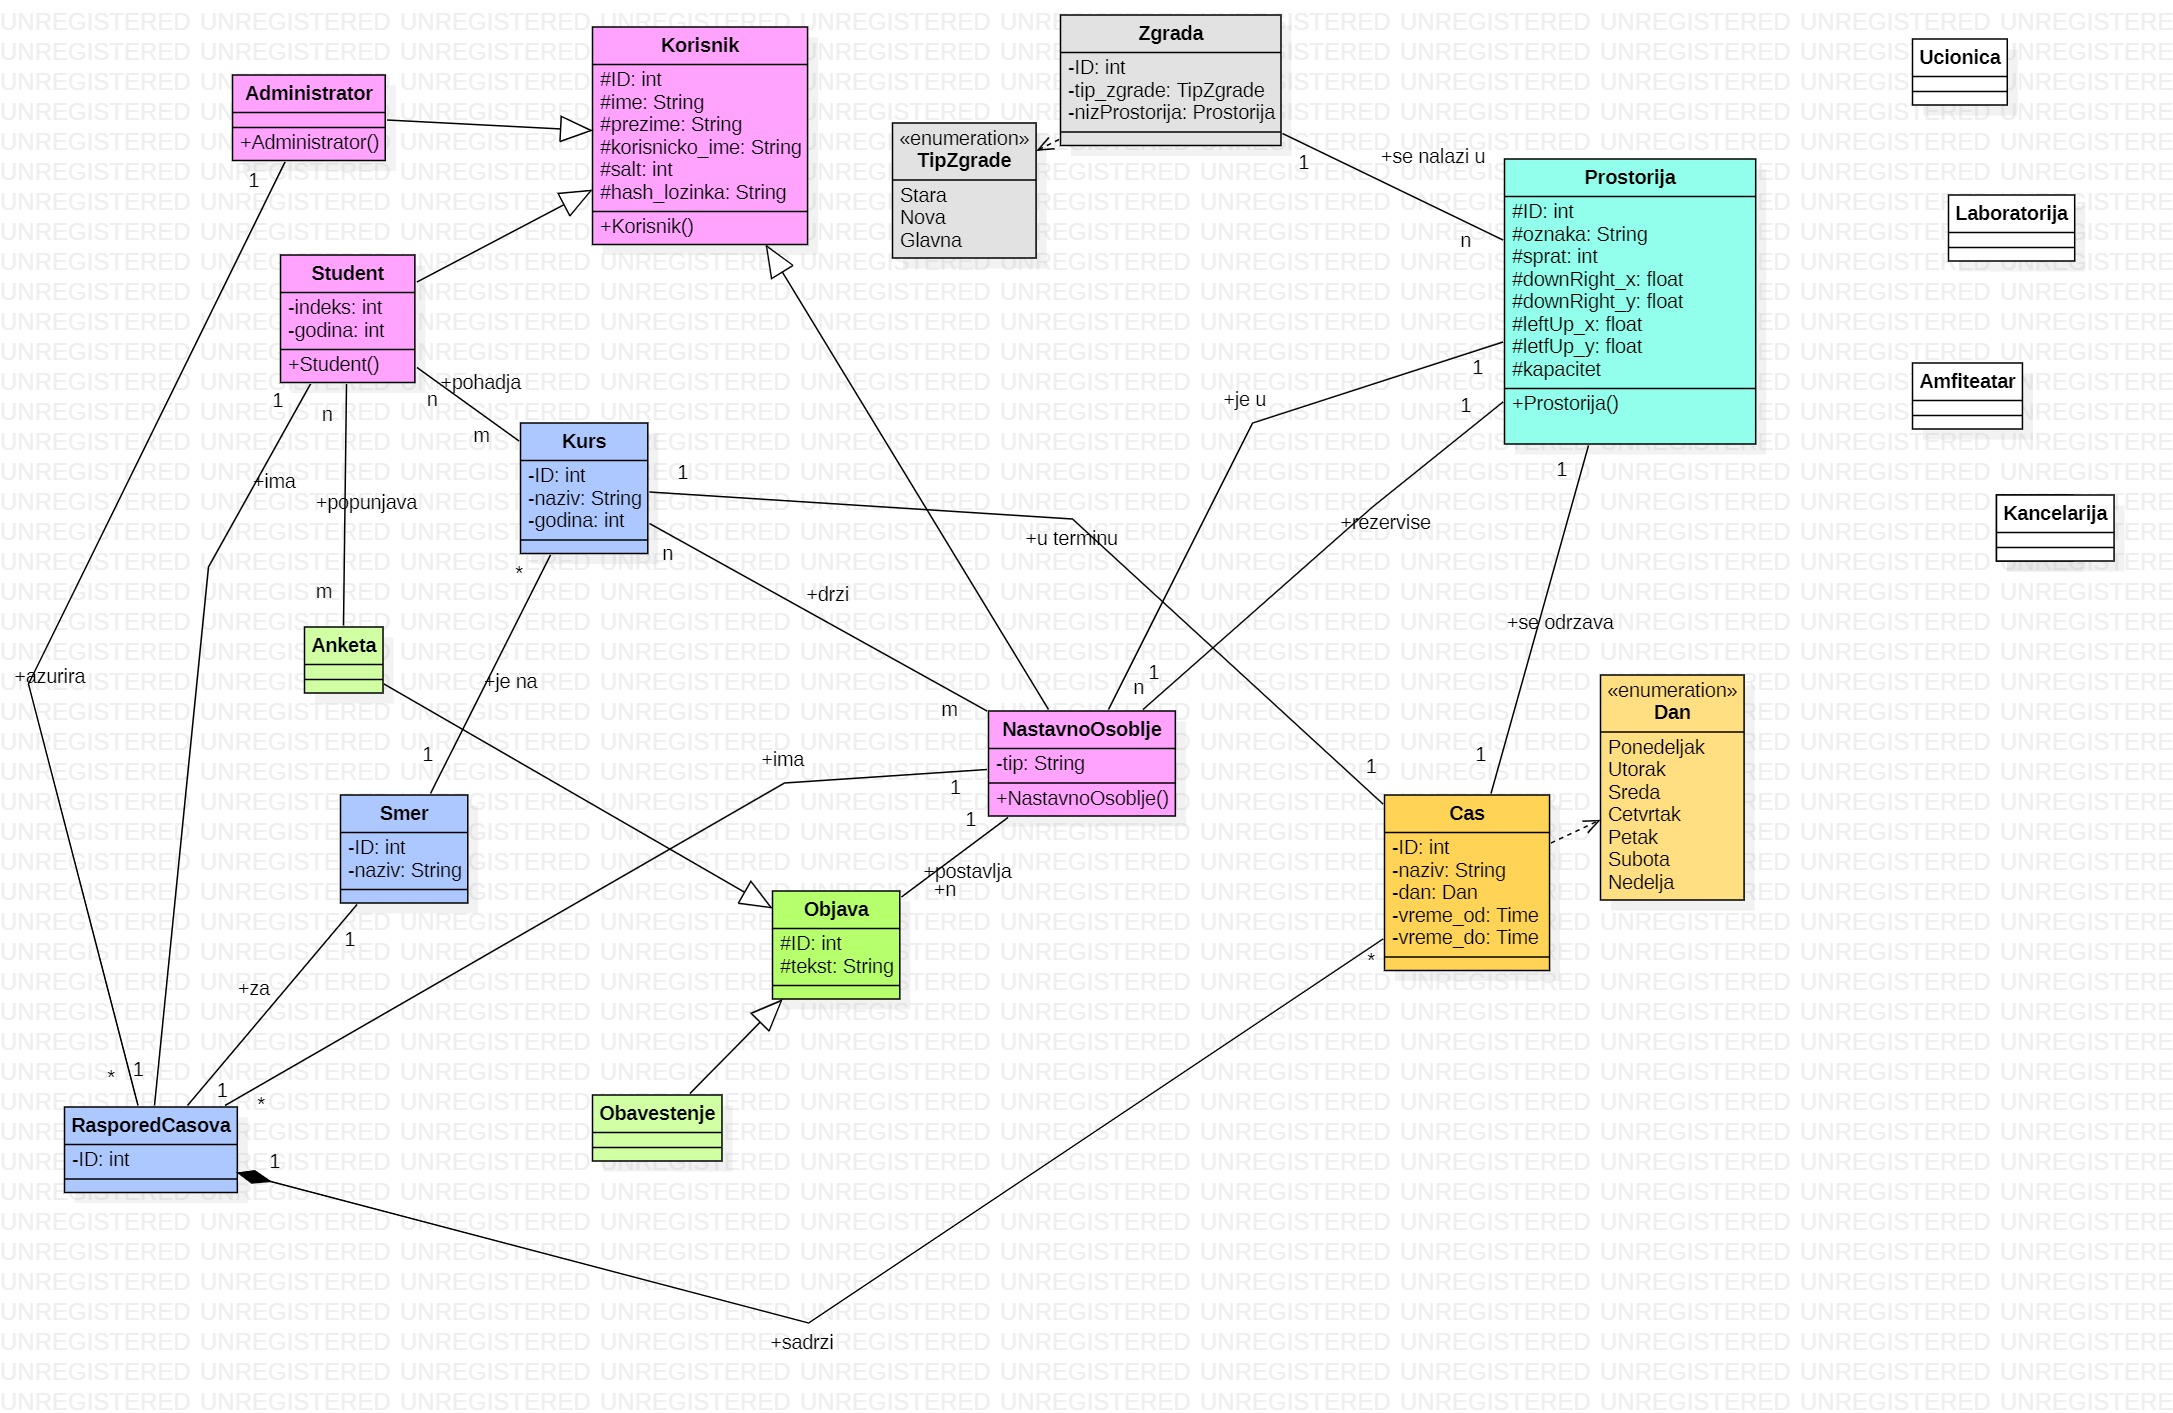 Korisnik
#ID: int
#ime: String
#prezime: String
#korisnicko_ime: String
#salt: int
#hash_lozinka: String
+Korisnik()
Administrator
+Administrator()
1
Student
-indeks: int
-godina: int
+Student()
1
n
n
+pohadja
m
+ima
+popunjava
m
Zgrada
-ID: int
-tip_zgrade: TipZgrade
-nizProstorija: Prostorija
«enumeration»
TipZgrade
Stara
Nova
Glavna
1
+se nalazi u
n
Prostorija
#ID: int
#oznaka: String
#sprat: int
#downRight_x: float
#downRight_y: float
#leftUp_x: float
#letfUp_y: float
#kapacitet
+Prostorija()
1
1
1
+je u
+rezervise
+se odrzava
Ucionica
Laboratorija
Amfiteatar
Kancelarija
Kurs
-ID: int
-naziv: String
-godina: int
1
n
*
+u terminu
+drzi
+je na
Anketa
+azurira
1
m
n
1
NastavnoOsoblje
-tip: String
+NastavnoOsoblje()
+ima
1
1
+postavlja
+n
Smer
-ID: int
-naziv: String
1
+za
Objava
#ID: int
#tekst: String
Obavestenje
1
1
Cas
-ID: int
-naziv: String
-dan: Dan
-vreme_od: Time
-vreme_do: Time
*
«enumeration»
Dan
Ponedeljak
Utorak
Sreda
Cetvrtak
Petak
Subota
Nedelja
*
1
1
*
RasporedCasova
-ID: int
1
+sadrzi
UNREGISTERED